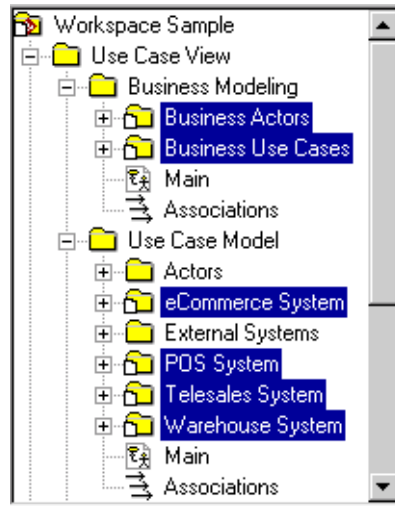 Workspace Sample
Use Case View
Business Modeling
Business Actors
Business Use Cases
Main
Associations
Use Case Model
Actors
eCommerce System
External Systems
POS System
Telesales System
Warehouse System
Main
Associations